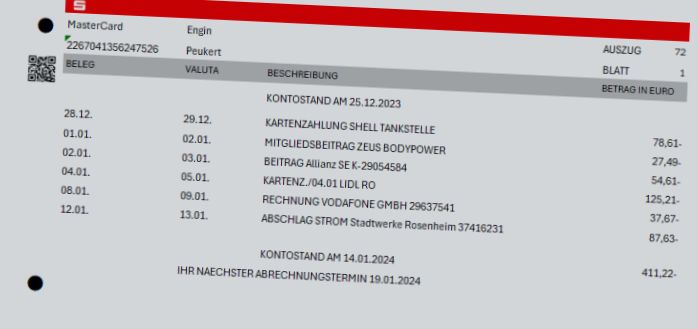 S
MasterCard Engin AUSZUG 72
2267041356247526 Peukert BLATT 1
BELEG VALUTA BESCHREIBUNG BETRAG IN EURO
KONTOSTAND AM 25.12.2023
28.12. 29.12. KARTENZAHLUNG SHELL TANKSTELLE 78,61-
01.01. 02.01. MITGLIEDSBEITRAG ZEUS BODYPOWER 27,49-
02.01. 03.01. BEITRAG Allianz SE K-29054584 54,61-
04.01. 05.01. KARTENZ./04.01 LIDL RO 125,21-
08.01. 09.01. RECHNUNG VODAFONE GMBH 29637541 37,67-
12.01. 13.01. ABSCHLAG STROM Stadtwerke Rosenheim 37416231 87,63-
KONTOSTAND AM 14.01.2024 411,22-
IHR NAECHSTER ABRECHNUNGSTERMIN 19.01.2024